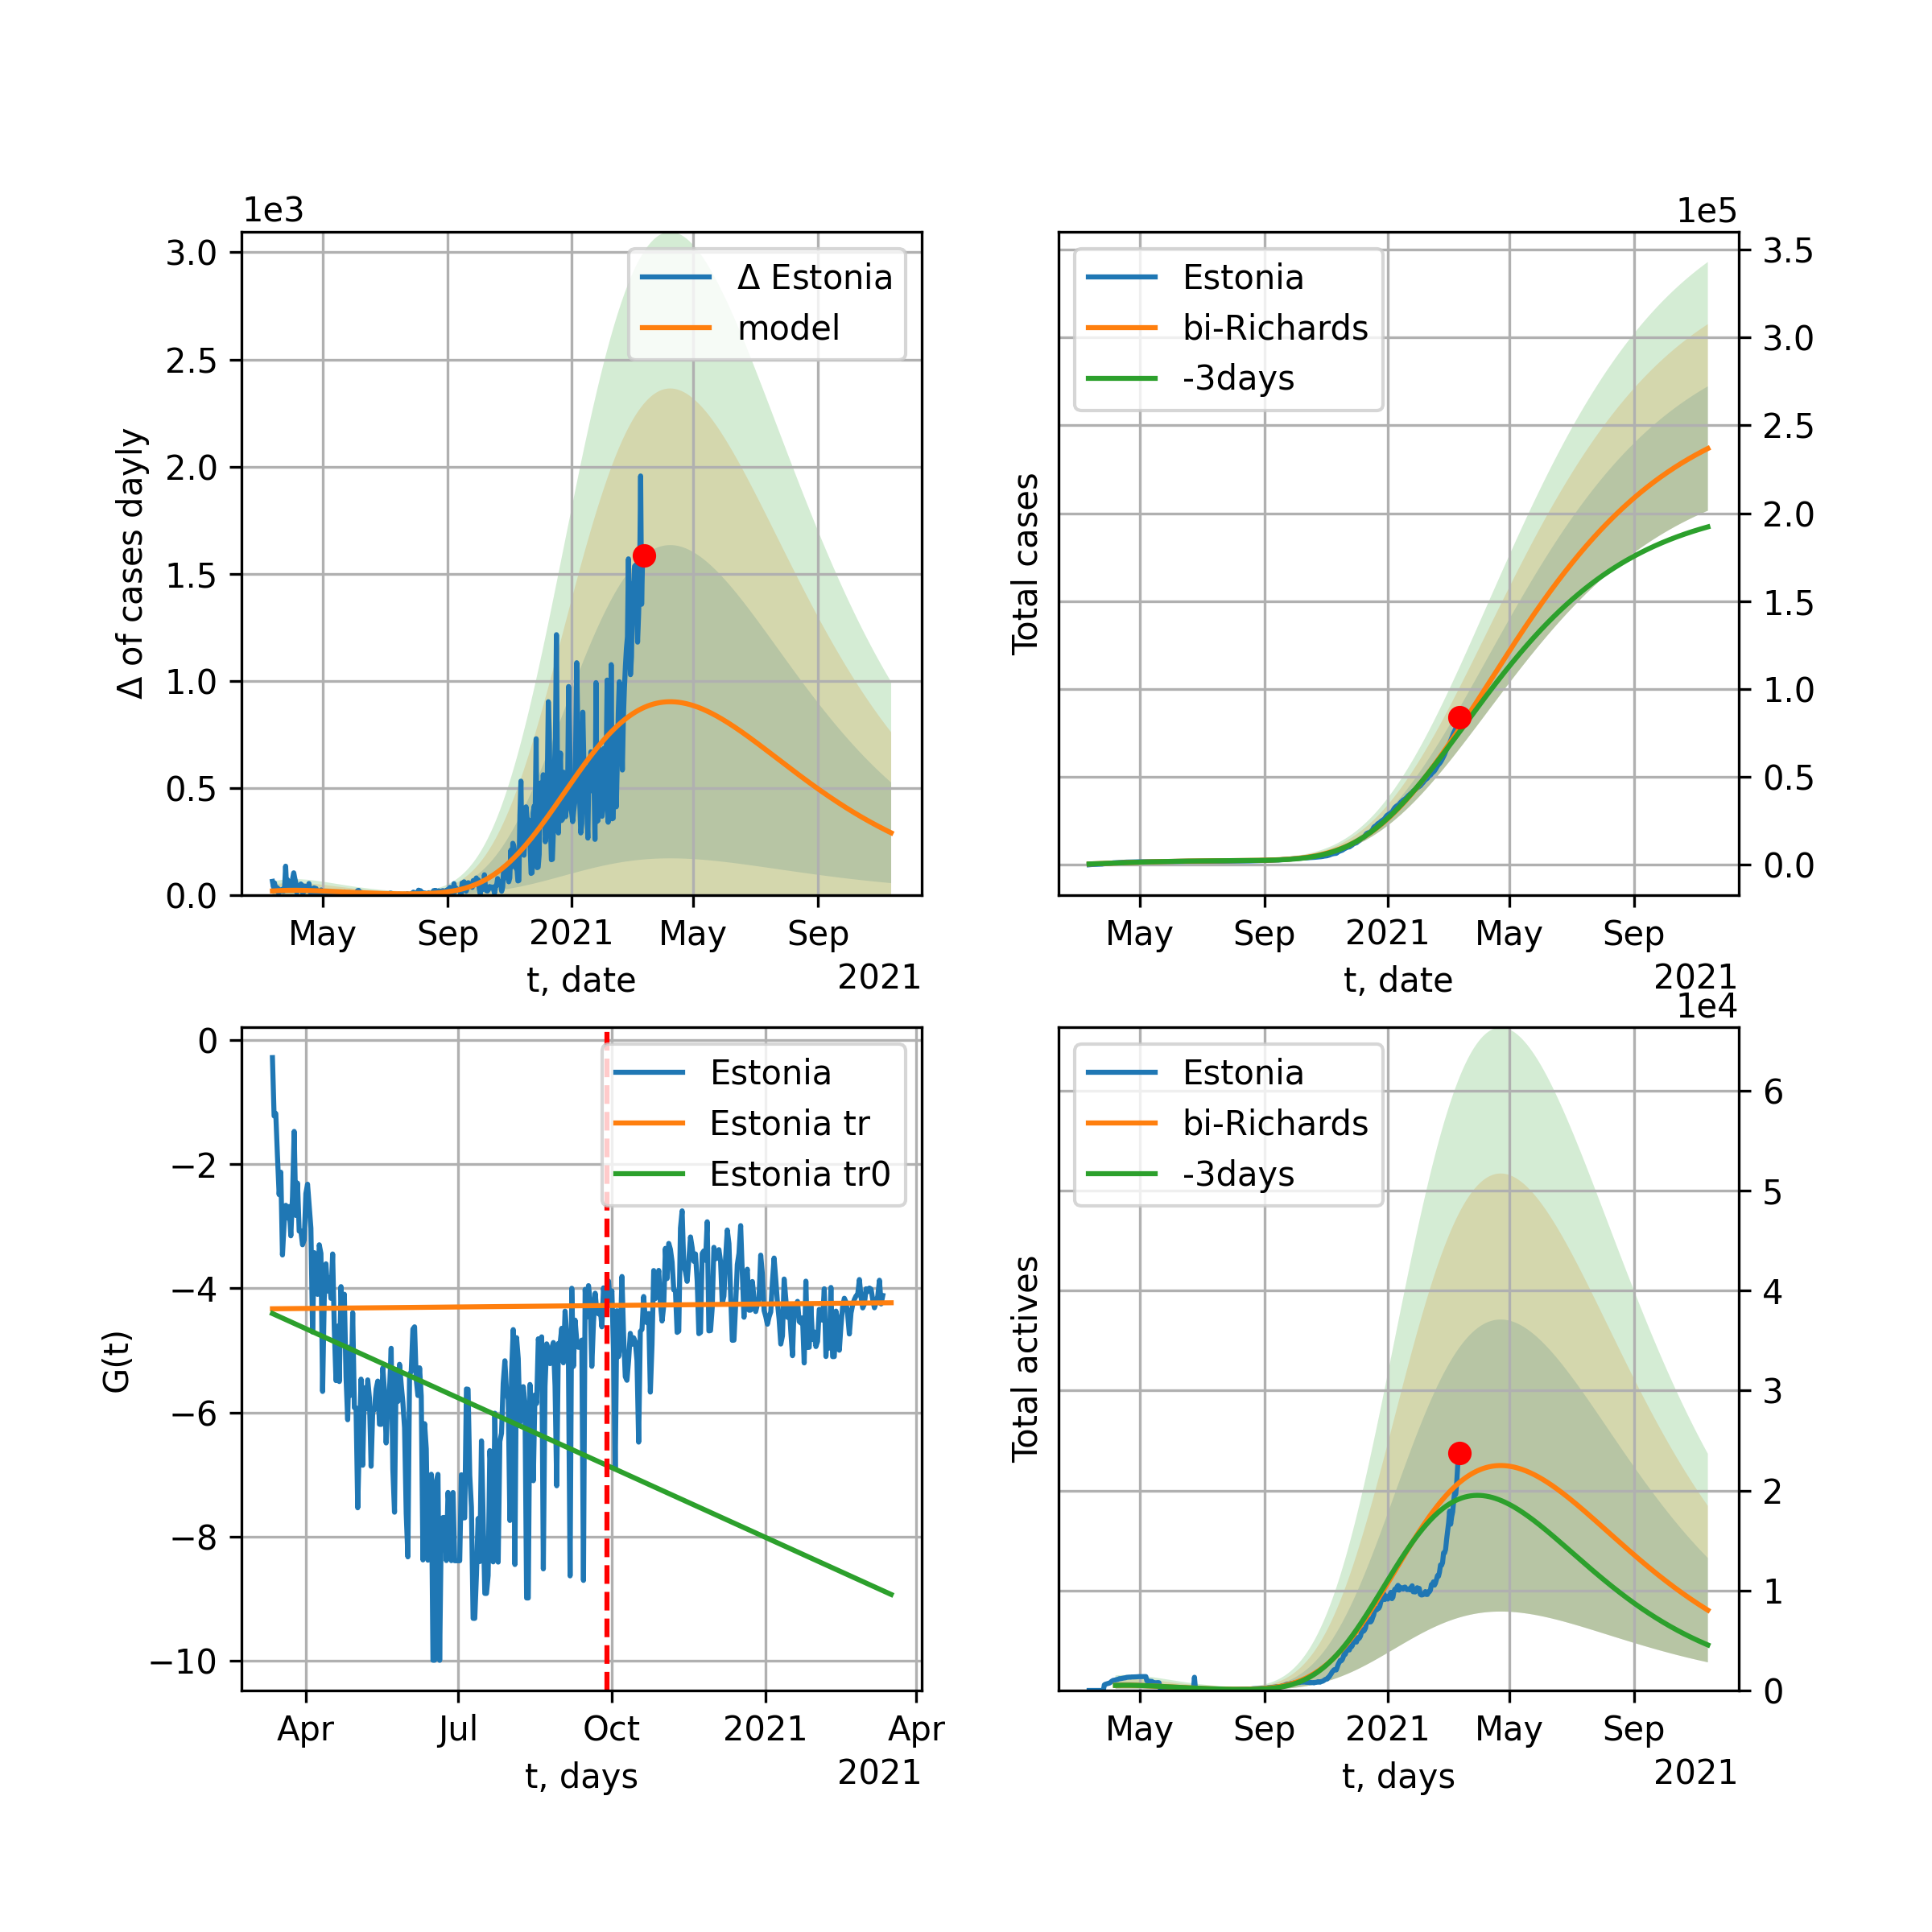 1e3
3.0
2.5
2.0
1.5
1.0
0.5
0.0
Δ of cases dayly
Δ Estonia
model
May Sep 2021 May Sep
t, date
2021
1e5
3.5
3.0
2.5
2.0
1.5
1.0
0.5
0.0
Total cases
Estonia
bi-Richards
-3days
May Sep 2021 May Sep
t, date
2021
0
−2
−4
−6
−8
−10
G(t)
Estonia
Estonia tr
Estonia tr0
Apr Jul Oct 2021 Apr
t, days
2021
1e4
6
5
4
3
2
1
0
Total actives
Estonia
bi-Richards
-3days
May Sep 2021 May Sep
t, days
2021